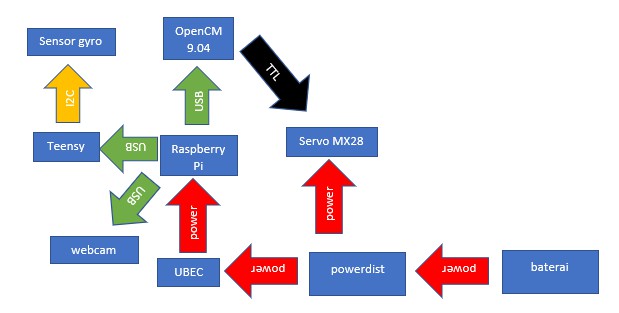 OpenCM
9.04
Sensor gyro
TTL
I2C
USB
Servo MX28
Teensy
USB
Raspberry
Pi
USB
power
power
webcam
UBEC
power
powerdist
power
baterai